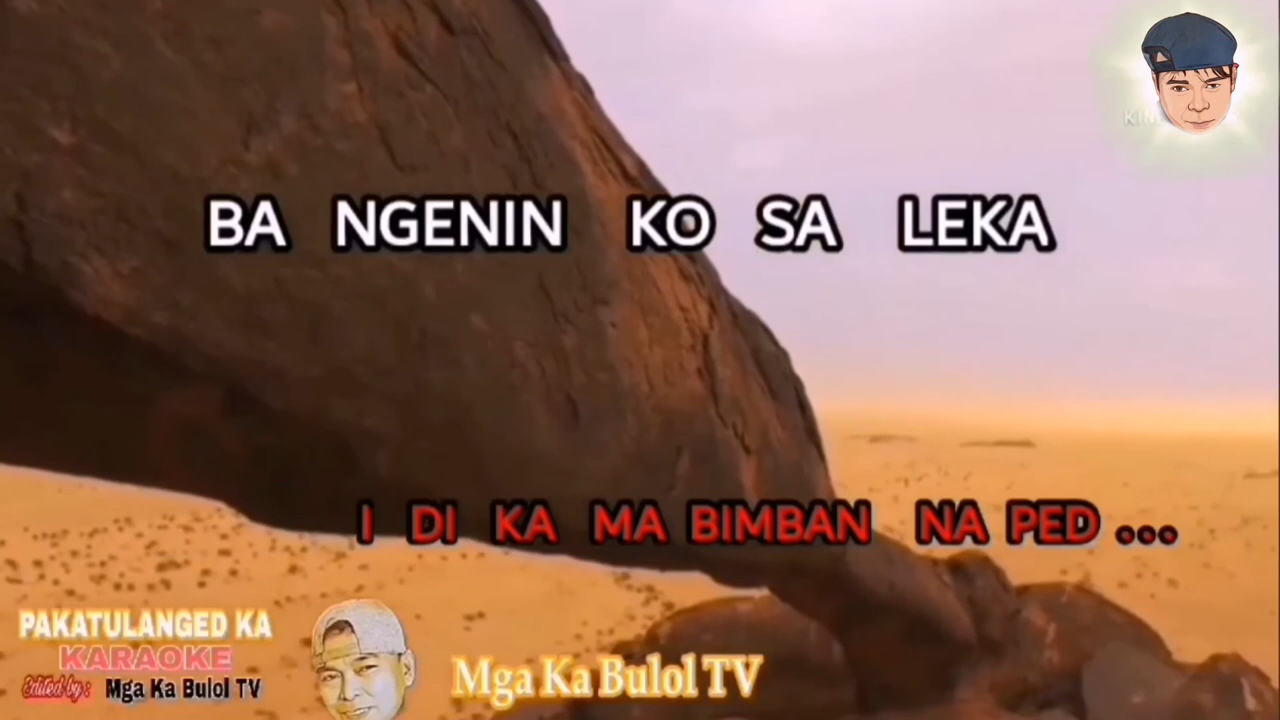 BA NGENIN KO SA LEKA
I DI KA MA BIMBAN NA PED ...
PAKATULANGED KA
KARAOKE
Edited by: Mga Ka Bulol TV
Mga Ka Bulol TV